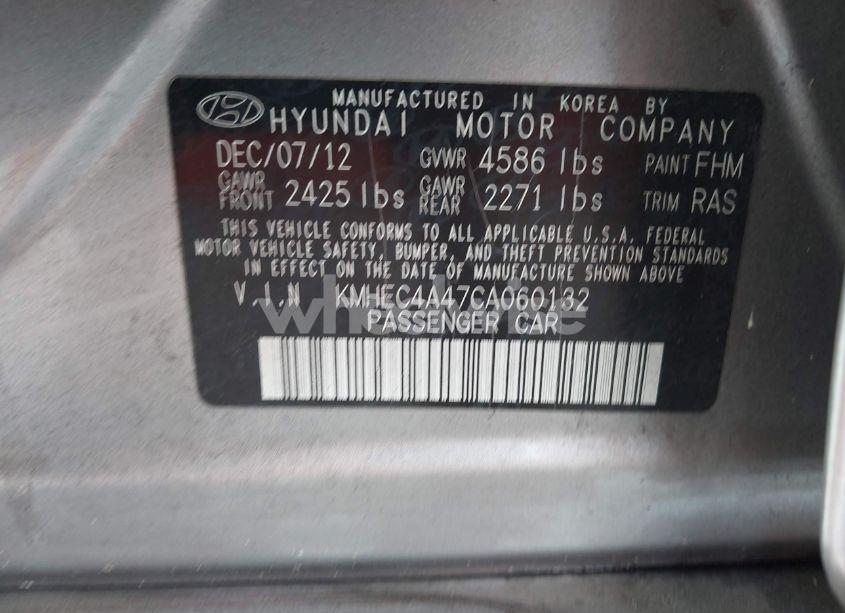 MANUFACTURED IN KOREA BY
HYUNDAI MOTOR COMPANY
DEC/07/12 GVWR 4586 lbs PAINT FHM
GAWR FRONT 2425 lbs GAWR REAR 2271 lbs TRIM RAS
THIS VEHICLE CONFORMS TO ALL APPLICABLE U.S.A. FEDERAL
MOTOR VEHICLE SAFETY, BUMPER, AND THEFT PREVENTION STANDARDS
IN EFFECT ON THE DATE OF MANUFACTURE SHOWN ABOVE
V.I.N KMHEC4A47CA060132
PASSENGER CAR